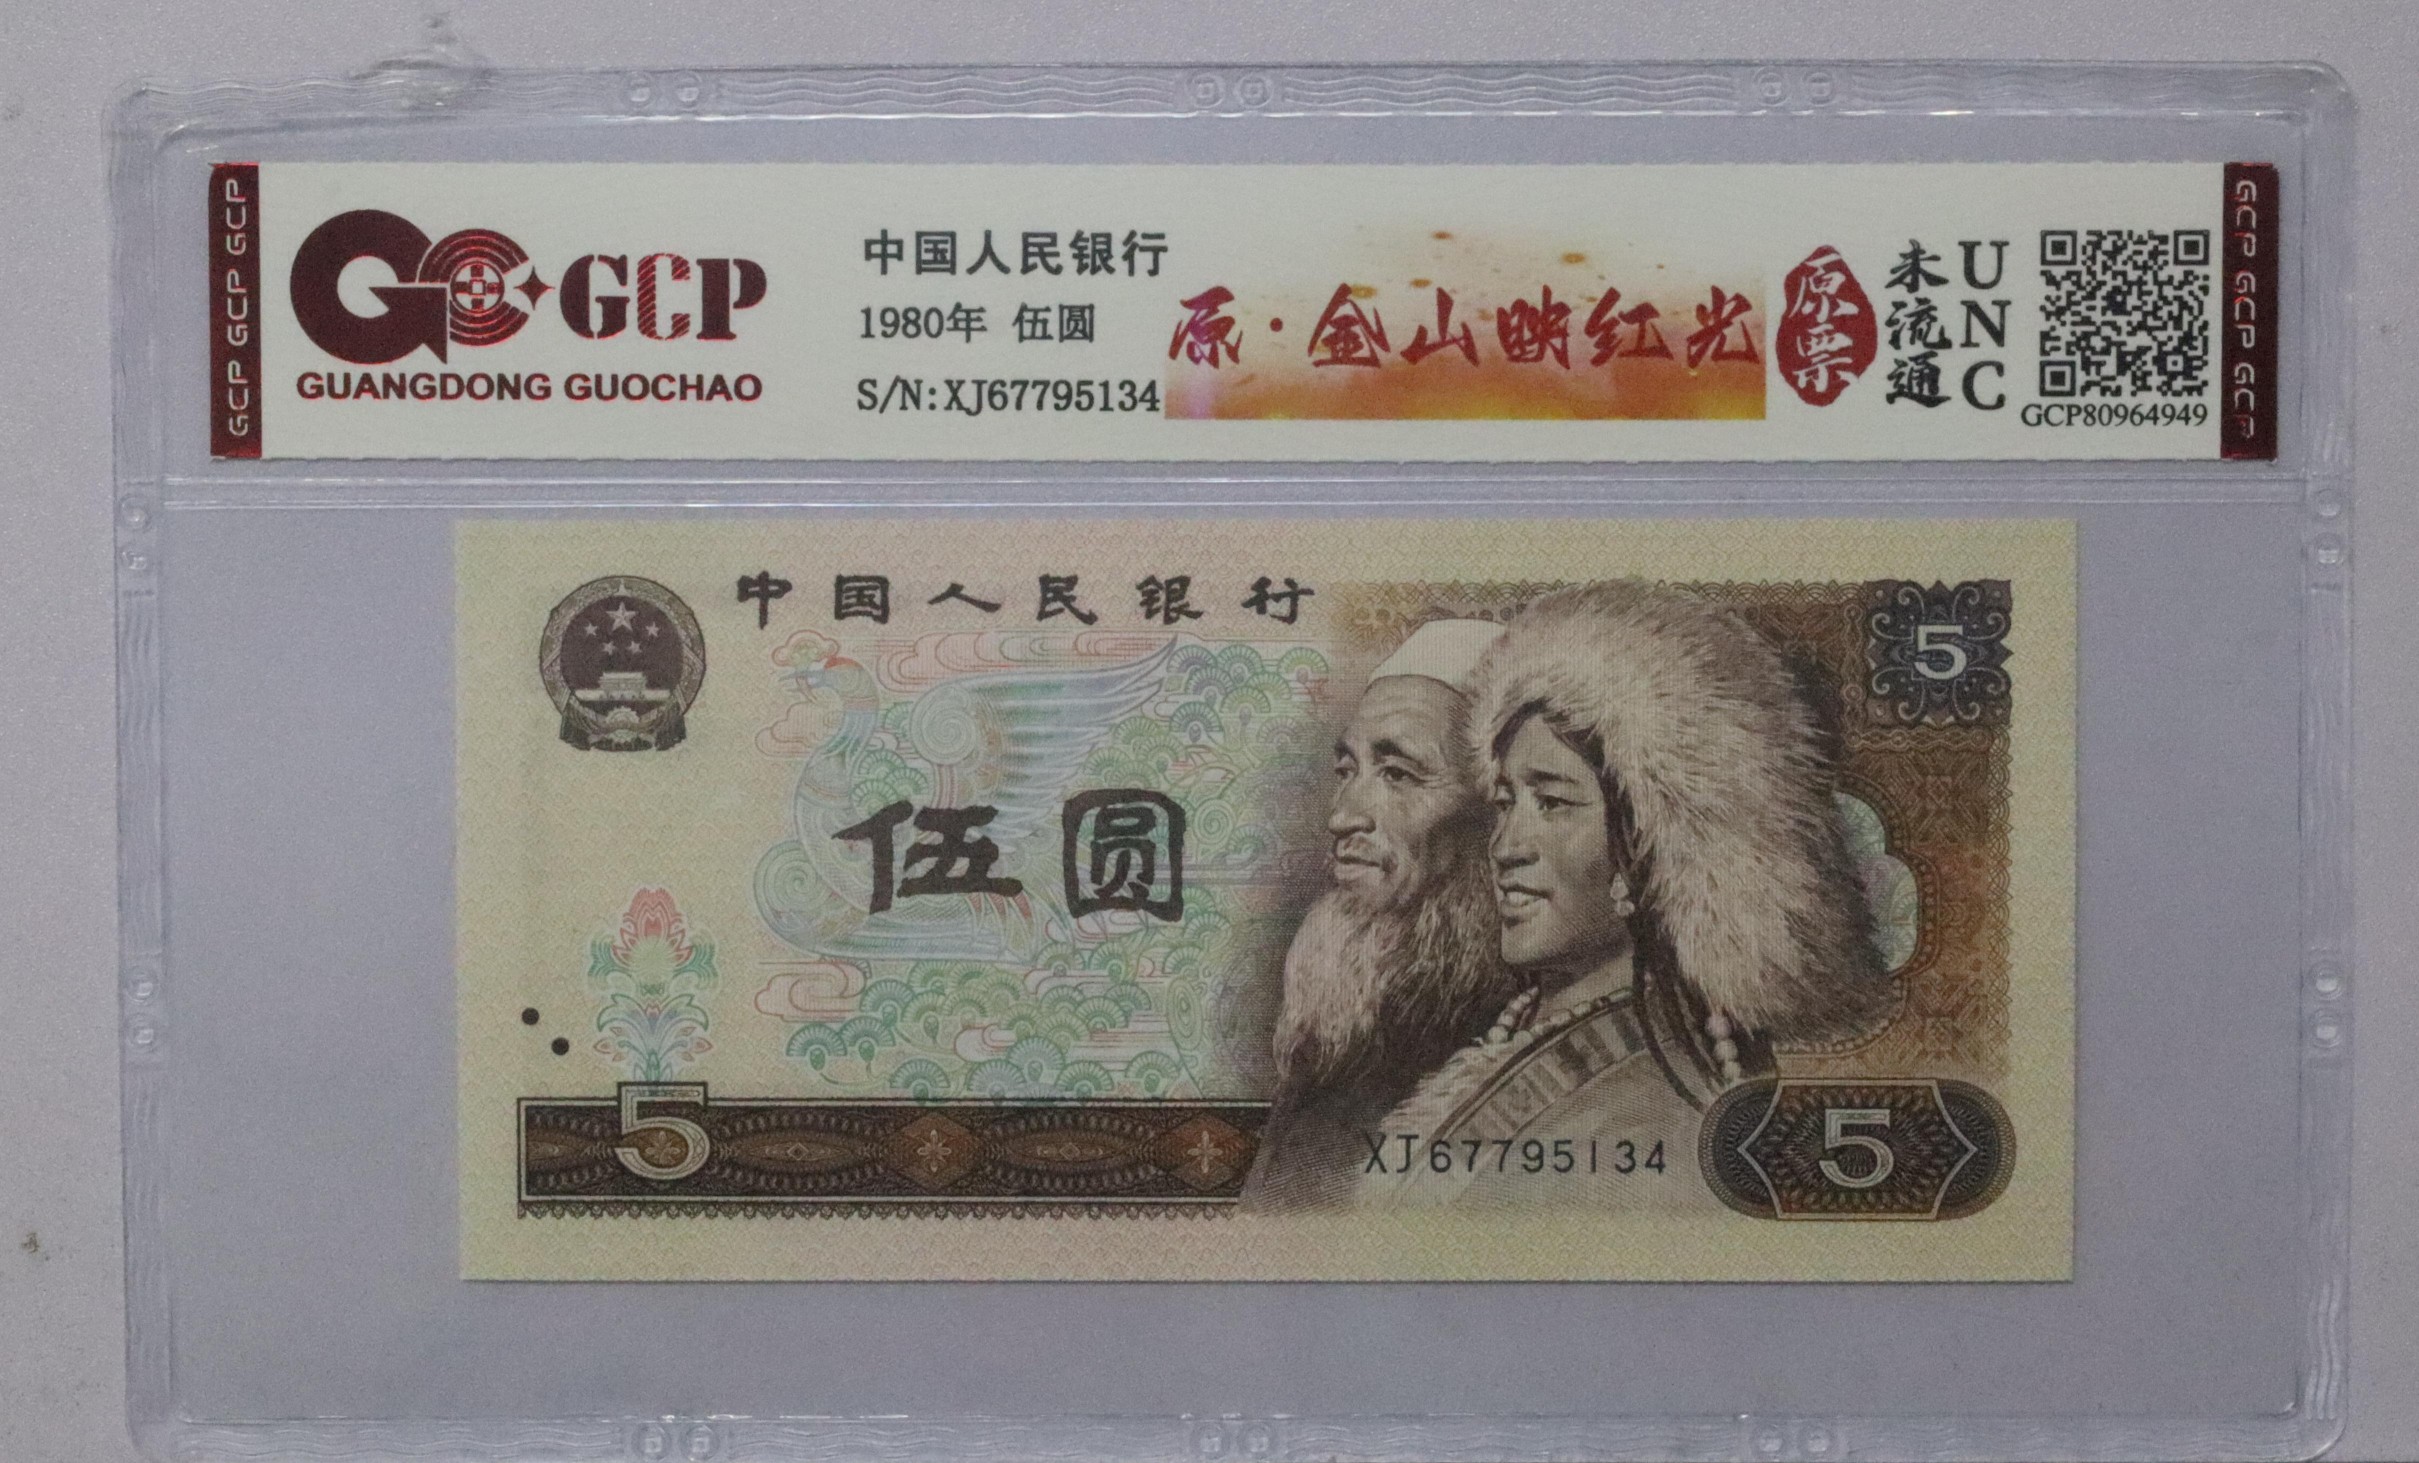 GCP GCP GCP
GCP
GUANGDONG GUOCHAO
中国人民银行
1980年 伍圆
S/N:XJ67795134
原·金山映红光
原票
未流通
UNC
GCP80964949
GCP GCP GCP
中国人民银行
5
伍圆
5
XJ67795134
5